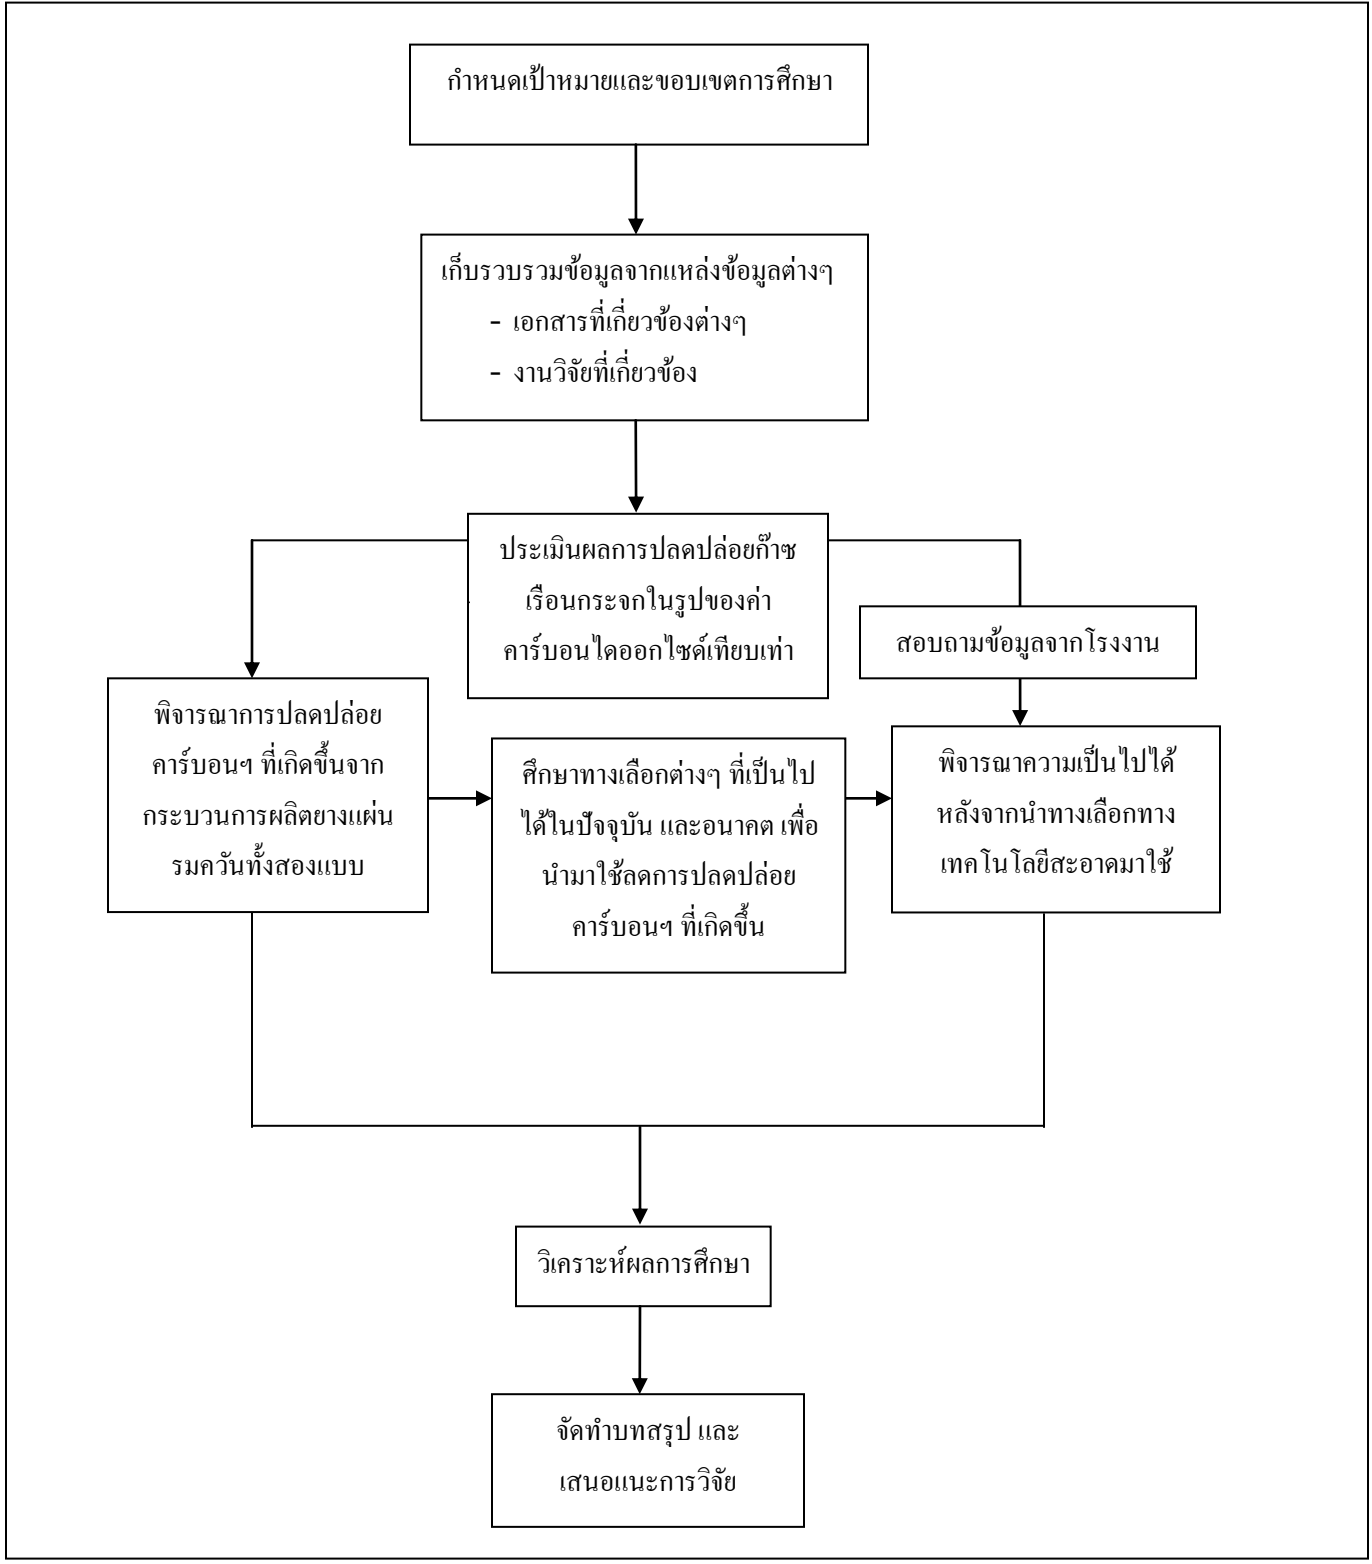 กำหนดเป้าหมายและขอบเขตการศึกษา
เก็บรวบรวมข้อมูลจากแหล่งข้อมูลต่างๆ
- เอกสารที่เกี่ยวข้องต่างๆ
- งานวิจัยที่เกี่ยวข้อง
ประเมินผลการปลดปล่อยก๊าซ
เรือนกระจกในรูปของค่า
คาร์บอนไดออกไซด์เทียบเท่า
สอบถามข้อมูลจากโรงงาน
พิจารณาการปลดปล่อย
คาร์บอนฯ ที่เกิดขึ้นจาก
กระบวนการผลิตยางแผ่น
รมควันทั้งสองแบบ
ศึกษาทางเลือกต่างๆ ที่เป็นไป
ได้ในปัจจุบัน และอนาคต เพื่อ
นำมาใช้ลดการปลดปล่อย
คาร์บอนฯ ที่เกิดขึ้น
พิจารณาความเป็นไปได้
หลังจากนำทางเลือกทาง
เทคโนโลยีสะอาดมาใช้
วิเคราะห์ผลการศึกษา
จัดทำบทสรุป และ
เสนอแนะการวิจัย